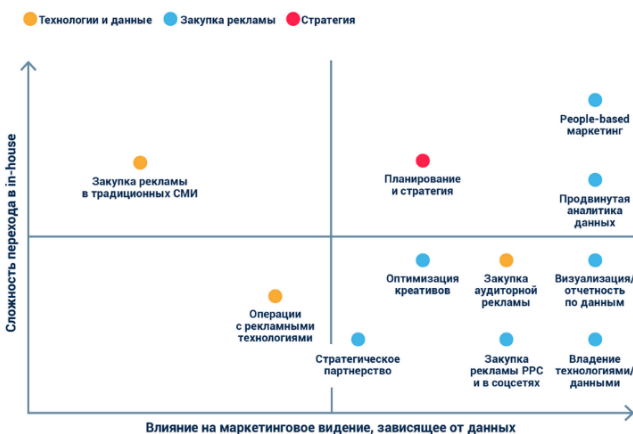 Технологии и данные
Закупка рекламы
Стратегия
Сложность перехода в in-house
People-based
маркетинг
Закупка рекламы
в традиционных СМИ
Планирование
и стратегия
Продвинутая
аналитика
данных
Оптимизация
креативов
Закупка
аудиторной
рекламы
Визуализация/
отчетность
по данным
Операции
с рекламными
технологиями
Стратегическое
партнерство
Закупка
рекламы PPC
и в соцсетях
Владение
технологиями/
данными
Влияние на маркетинговое видение, зависящее от данных